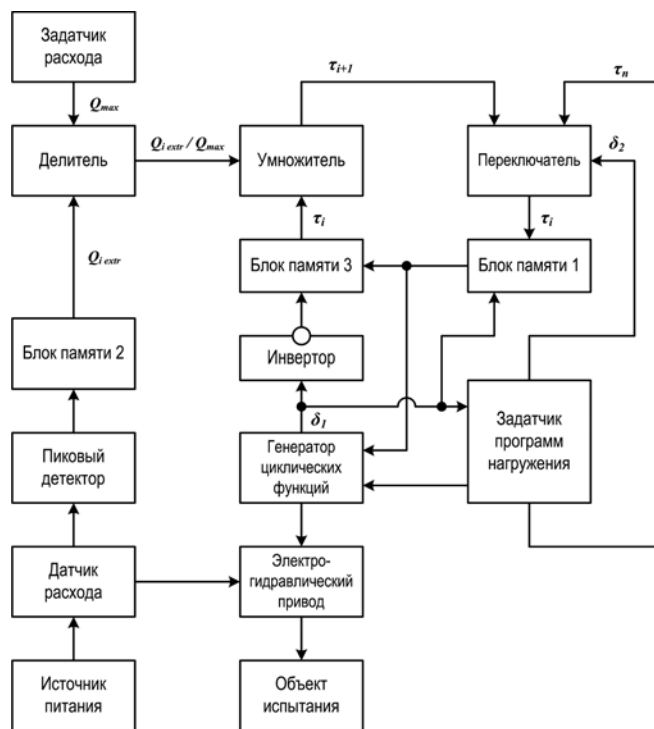 Задатчик
расхода
τi+1
τn
Qmax
Делитель
Qi extr / Qmax
Умножитель
Переключатель
δ2
τi
τi
Qi extr
Блок памяти 3
Блок памяти 1
Блок памяти 2
Инвертор
δ1
Задатчик
программ
нагружения
Пиковый
детектор
Генератор
циклических
функций
Датчик
расхода
Электро-
гидравлический
привод
Источник
питания
Объект
испытания